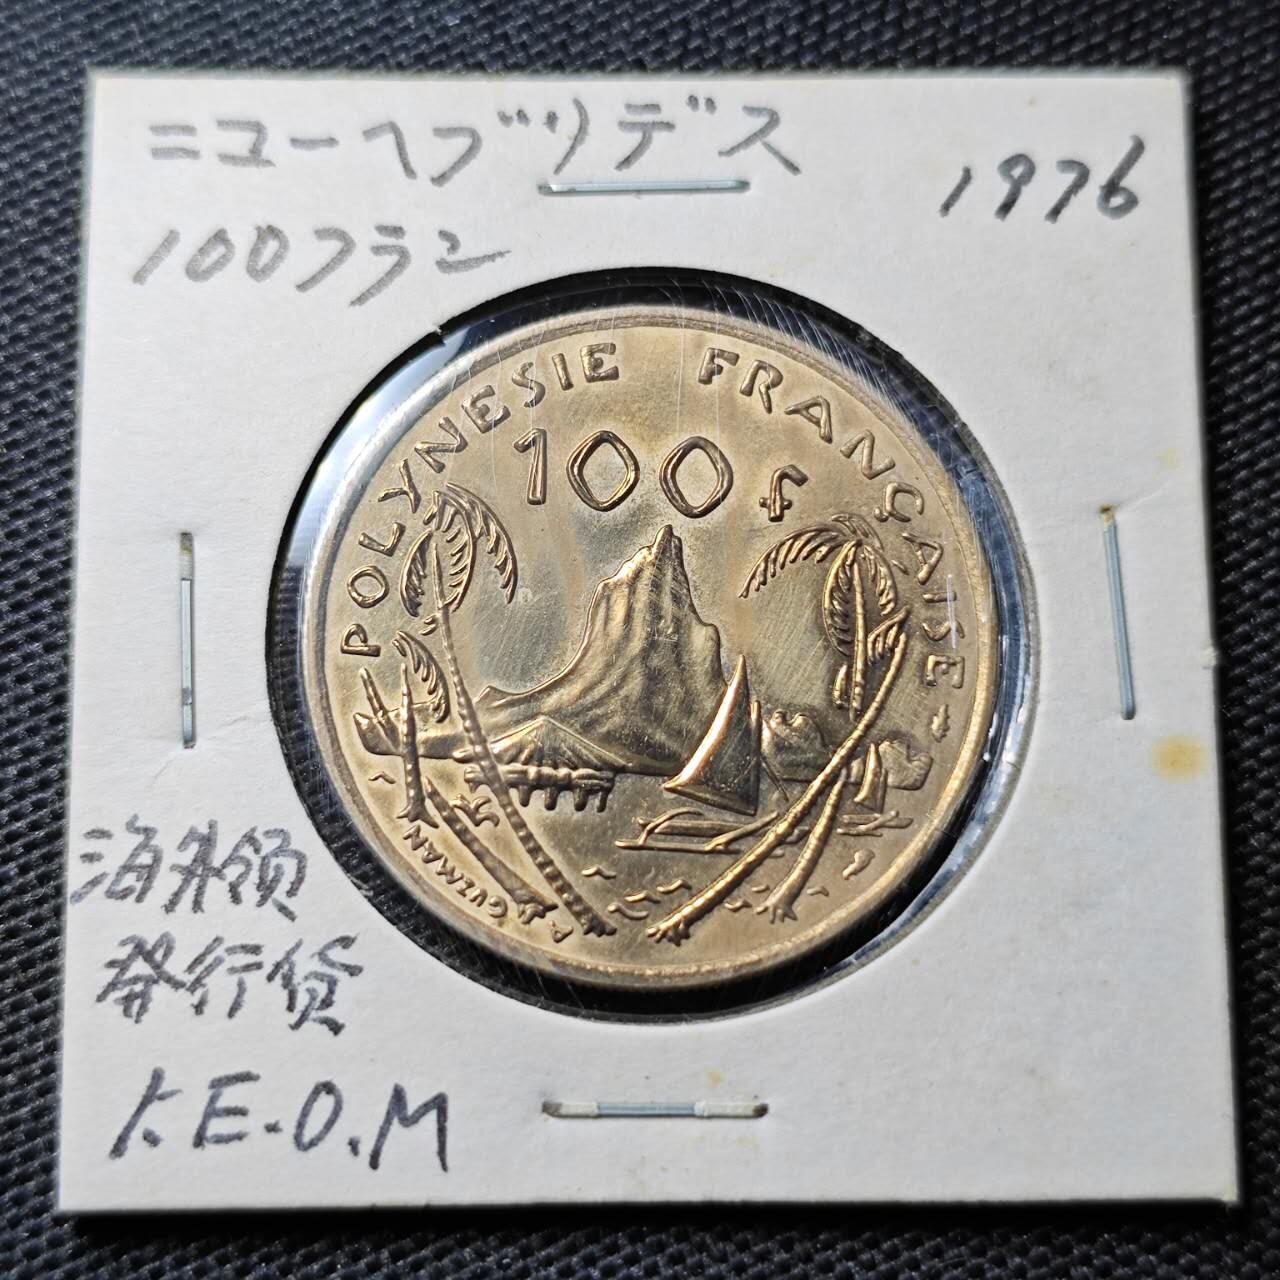 ニューヘブリデス
1976
100フラン
POLYNESIE FRANÇAISE
100 F
A. GUZMAN
海外領
発行貨
I.E.O.M